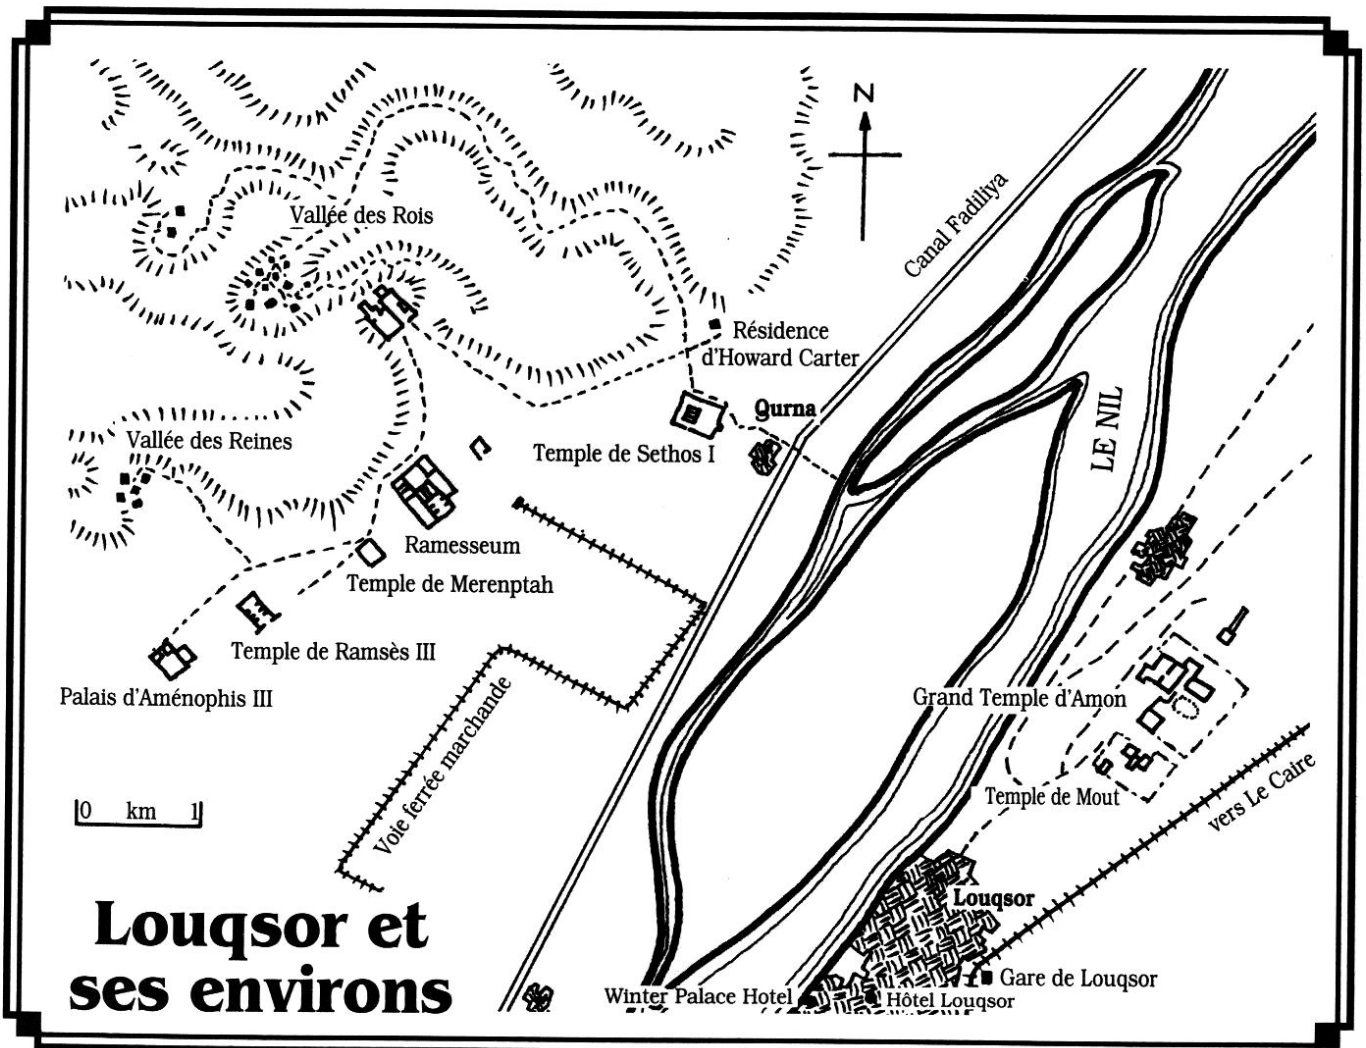 N
Canal Fadiliya
Vallée des Rois
Résidence
d'Howard Carter
Qurna
LE NIL
Vallée des Reines
Temple de Sethos I
Ramesseum
Temple de Merenptah
Temple de Ramsès III
Palais d'Aménophis III
Grand Temple d'Amon
Voie ferrée marchande
Temple de Mout
vers Le Caire
0 km 1
Louqsor
Louqsor et
ses environs
Gare de Louqsor
Winter Palace Hotel
Hôtel Louqsor